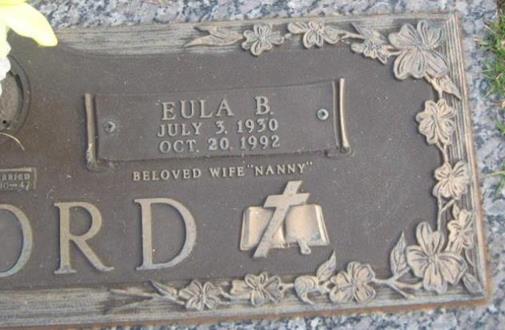 EULA B.
JULY 3, 1930
OCT. 20, 1992
BELOVED WIFE "NANNY"
ORD